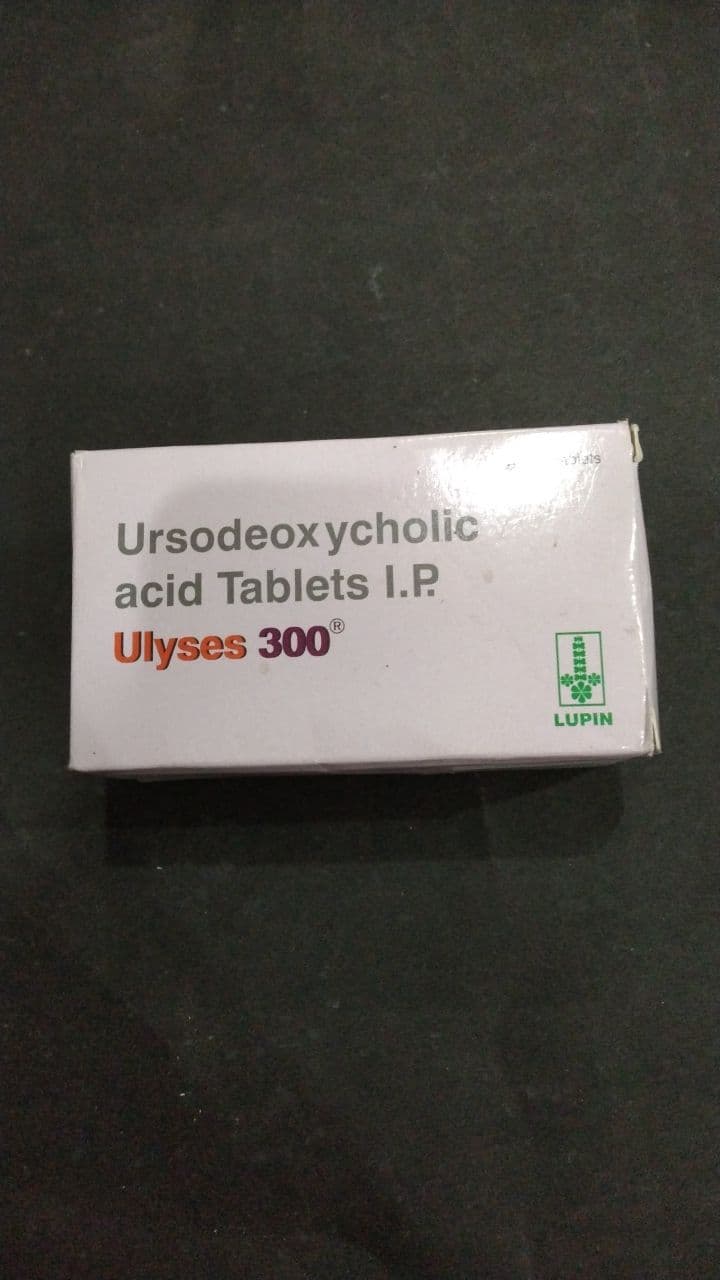 Ursodeoxycholic
acid Tablets I.P.
Ulyses 300®
LUPIN